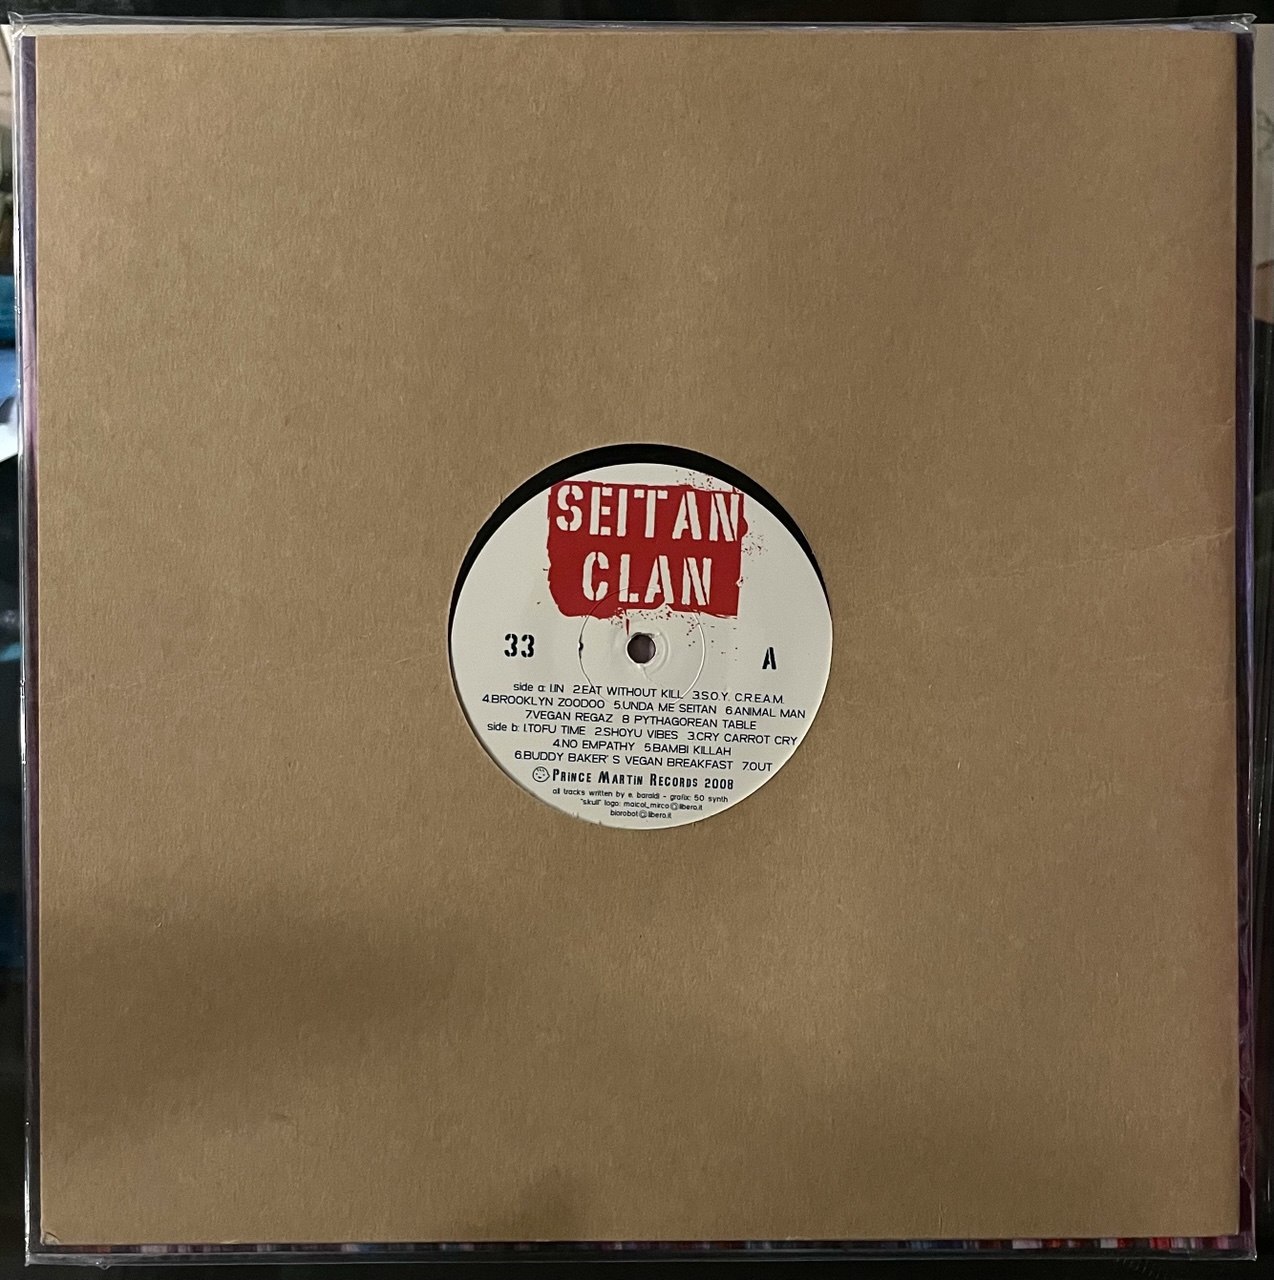 SEITAN
CLAN
33
A
side a: 1.IN 2.EAT WITHOUT KILL 3.S.O.Y. C.R.E.A.M.
4.BROOKLYN ZOODOO 5.UNDA ME SEITAN 6.ANIMAL MAN
7.VEGAN REGAZ 8 PYTHAGOREAN TABLE
side b: 1.TOFU TIME 2.SHOYU VIBES 3.CRY CARROT CRY
4.NO EMPATHY 5.BAMBI KILLAH
6.BUDDY BAKER'S VEGAN BREAKFAST 7.OUT
PRINCE MARTIN RECORDS 2008
all tracks written by e. baraldi - grafix: 50 synth
"s.kull" logo: maicol_mirco@libero.it
biorobot@libero.it